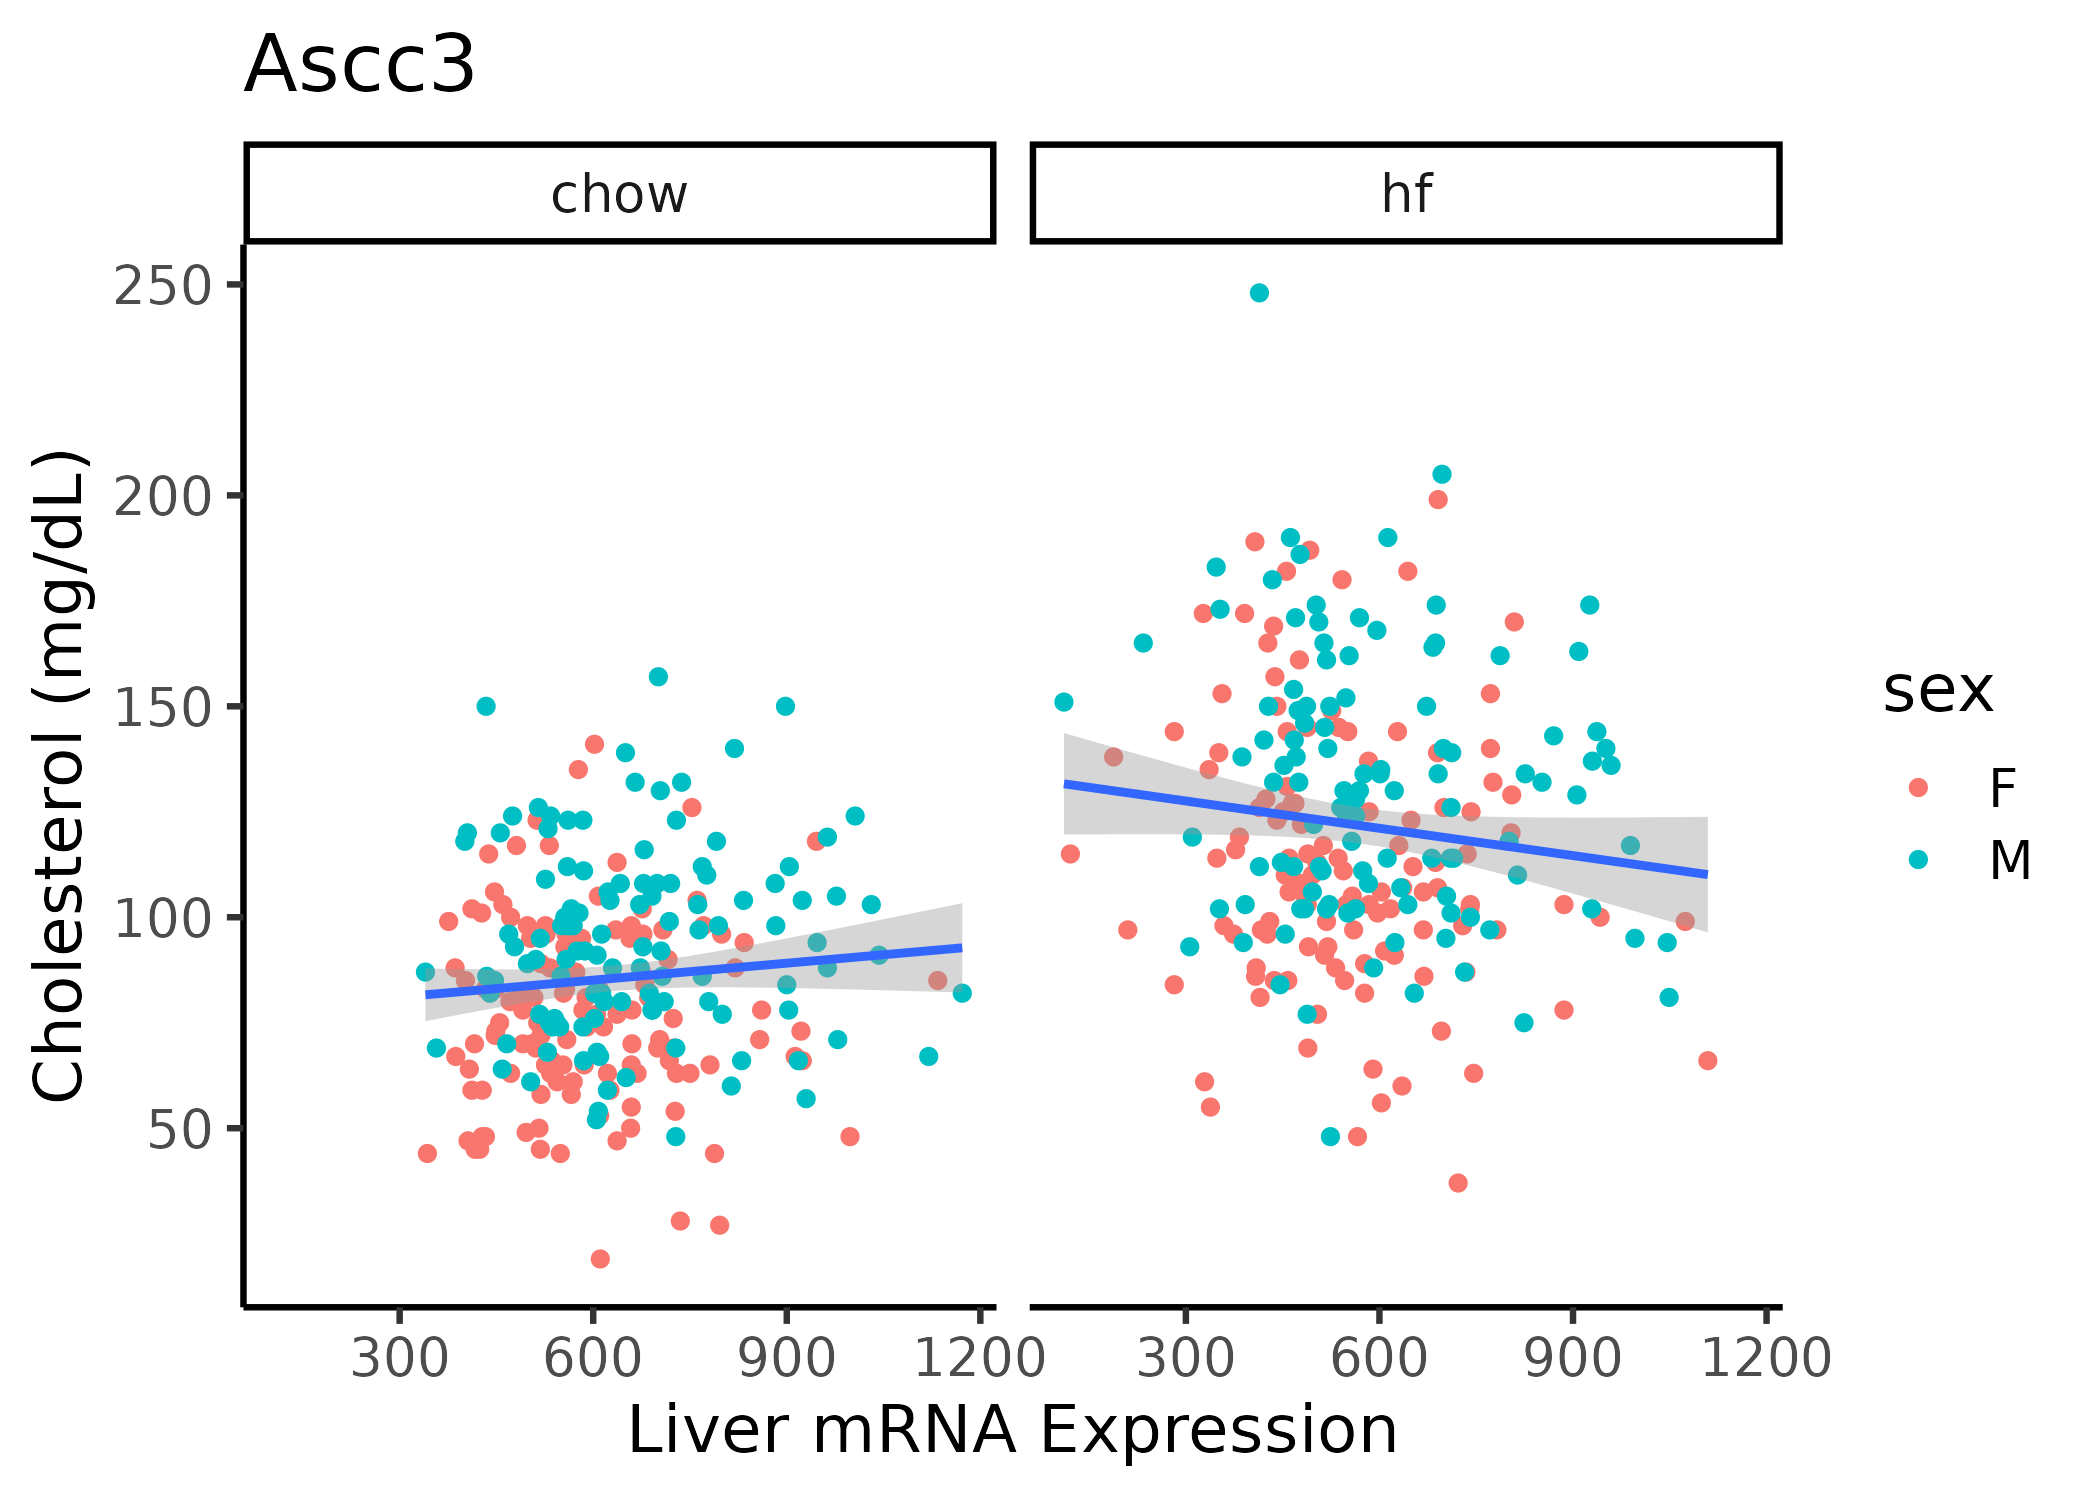 Ascc3
chow hf
250
200
150
100
50
Cholesterol (mg/dL)
300 600 900 1200 300 600 900 1200
Liver mRNA Expression
sex
F
M